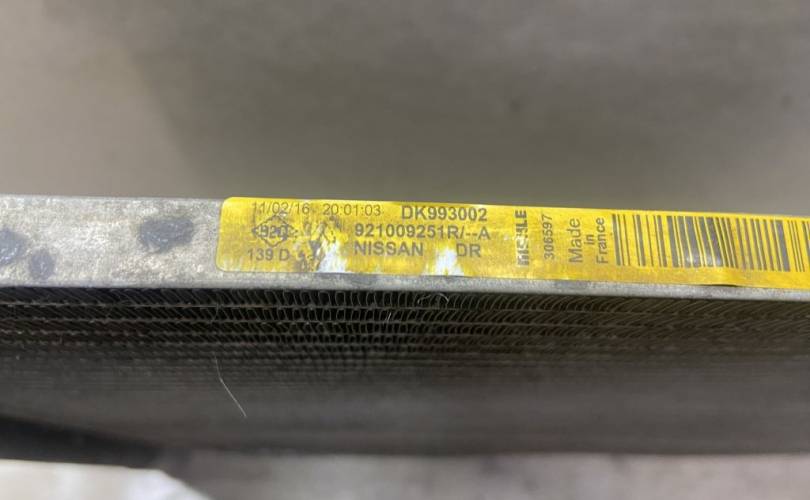 11/02/16 20:01:03 DK993002
921009251R/--A
139 D NISSAN DR
MAHLE
306597
Made
in
France